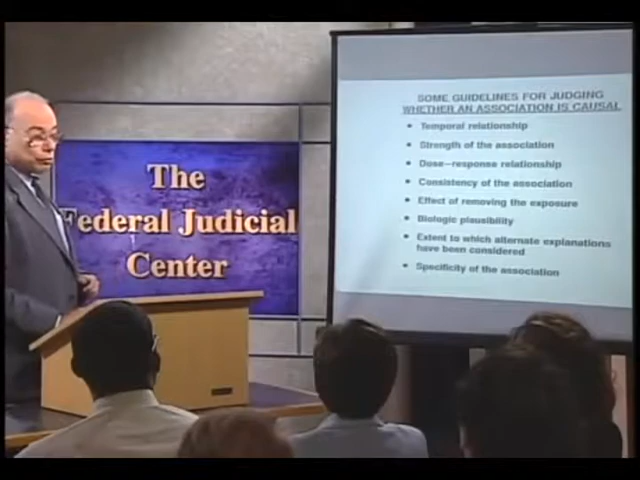 The
Federal Judicial
Center
SOME GUIDELINES FOR JUDGING
WHETHER AN ASSOCIATION IS CAUSAL
• Temporal relationship
• Strength of the association
• Dose-response relationship
• Consistency of the association
• Effect of removing the exposure
• Biologic plausibility
• Extent to which alternate explanations
have been considered
• Specificity of the association